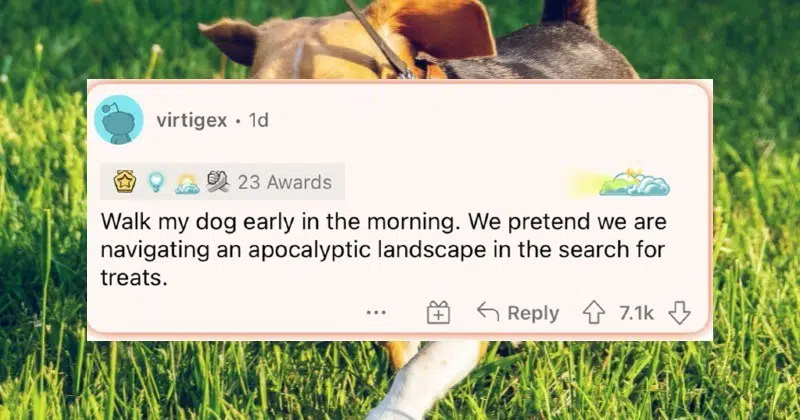 virtigex • 1d
23 Awards
Walk my dog early in the morning. We pretend we are
navigating an apocalyptic landscape in the search for
treats.
... Reply 7.1k